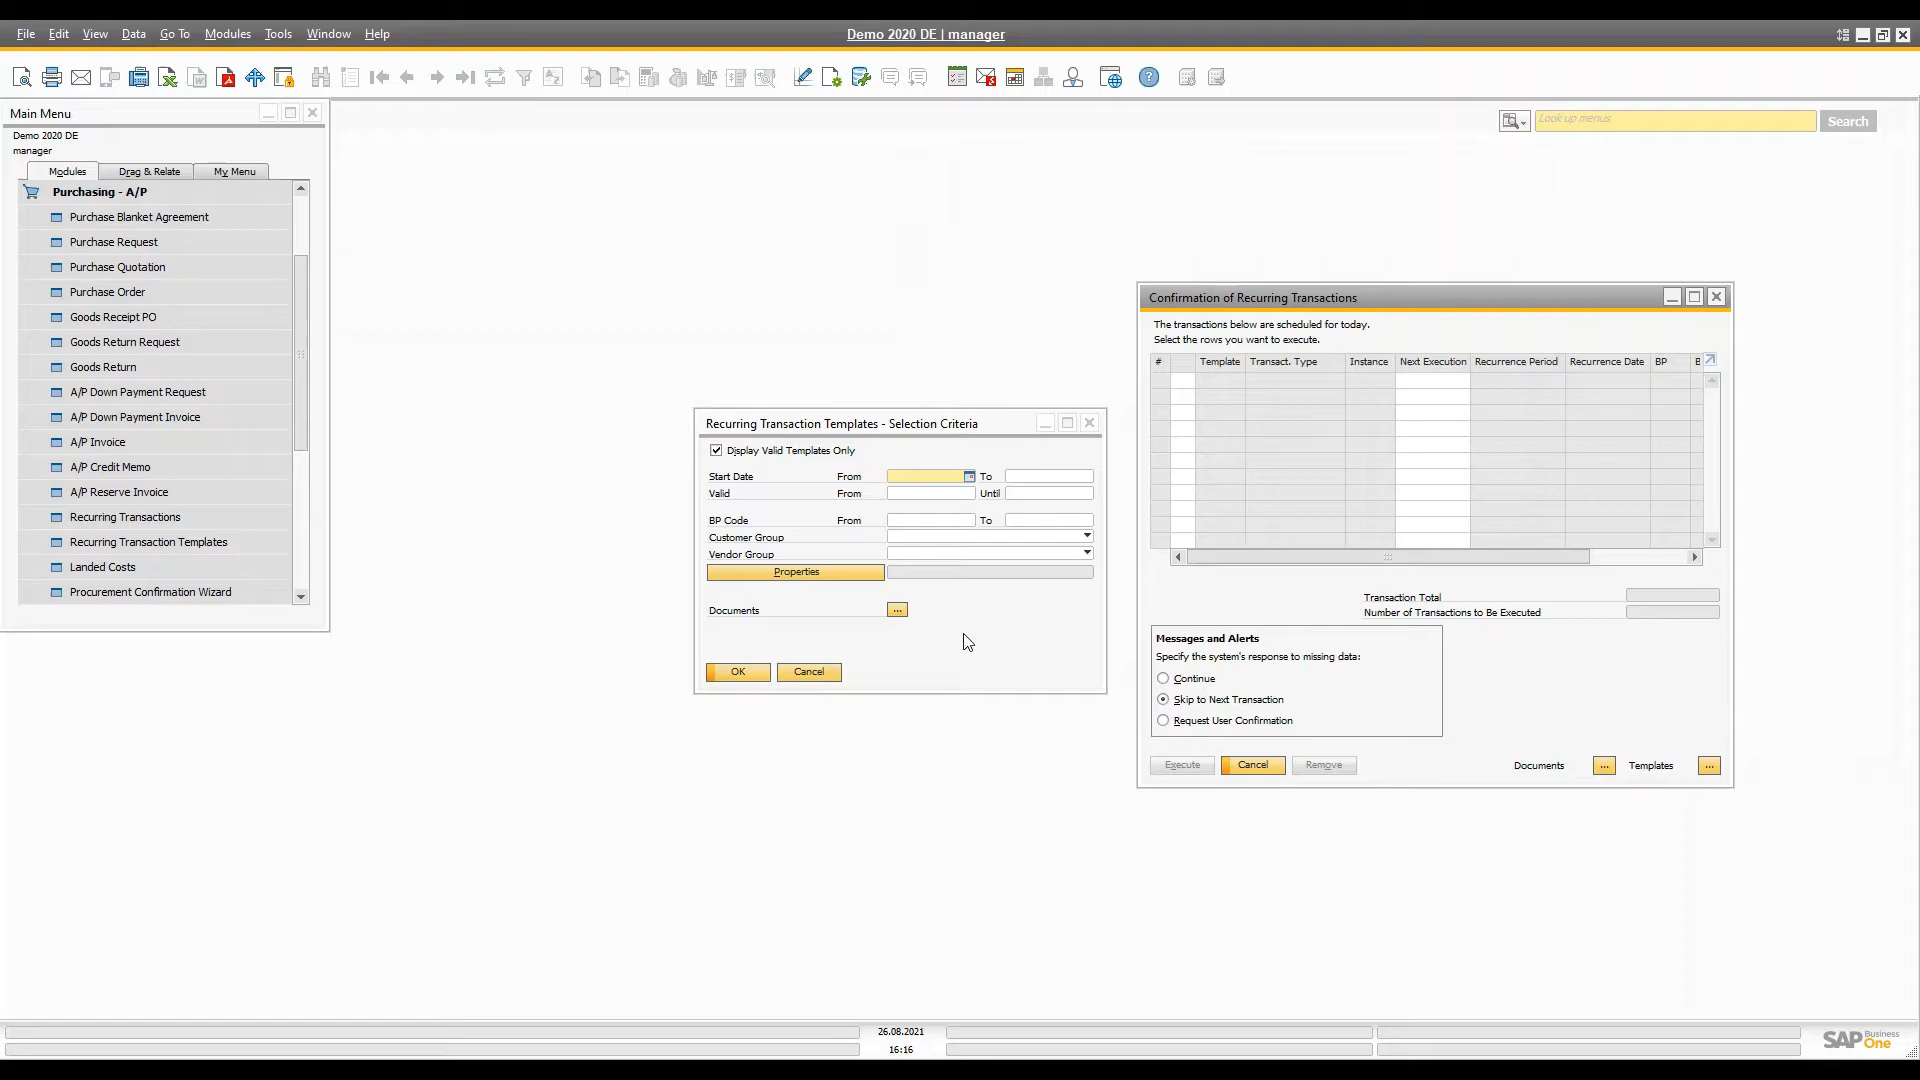 File Edit View Data Go To Modules Tools Window Help
Demo 2020 DE | manager
Main Menu
Demo 2020 DE
manager
Modules Drag & Relate My Menu
Purchasing - A/P
Purchase Blanket Agreement
Purchase Request
Purchase Quotation
Purchase Order
Goods Receipt PO
Goods Return Request
Goods Return
A/P Down Payment Request
A/P Down Payment Invoice
A/P Invoice
A/P Credit Memo
A/P Reserve Invoice
Recurring Transactions
Recurring Transaction Templates
Landed Costs
Procurement Confirmation Wizard
Look up menus
Search
Recurring Transaction Templates - Selection Criteria
Display Valid Templates Only
Start Date From To
Valid From Until
BP Code From To
Customer Group
Vendor Group
Properties
Documents ...
OK Cancel
Confirmation of Recurring Transactions
The transactions below are scheduled for today.
Select the rows you want to execute.
# Template Transact. Type Instance Next Execution Recurrence Period Recurrence Date BP B
Transaction Total
Number of Transactions to Be Executed
Messages and Alerts
Specify the system's response to missing data:
Continue
Skip to Next Transaction
Request User Confirmation
Execute Cancel Remove Documents ... Templates ...
26.08.2021
16:16
SAP Business One